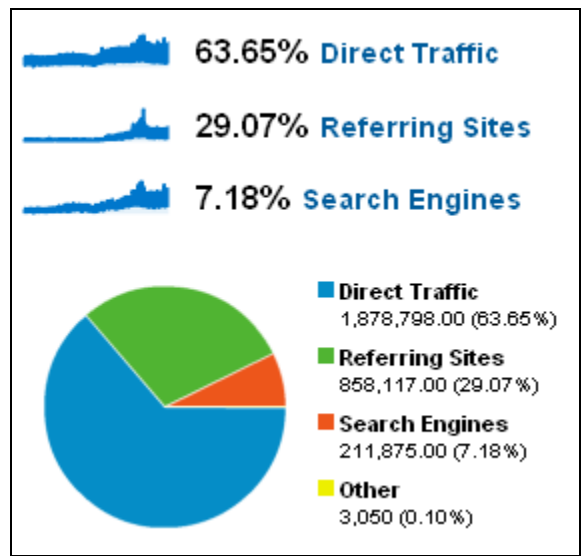 63.65% Direct Traffic
29.07% Referring Sites
7.18% Search Engines
Direct Traffic
1,878,798.00 (63.65%)
Referring Sites
858,117.00 (29.07%)
Search Engines
211,875.00 (7.18%)
Other
3,050 (0.10%)